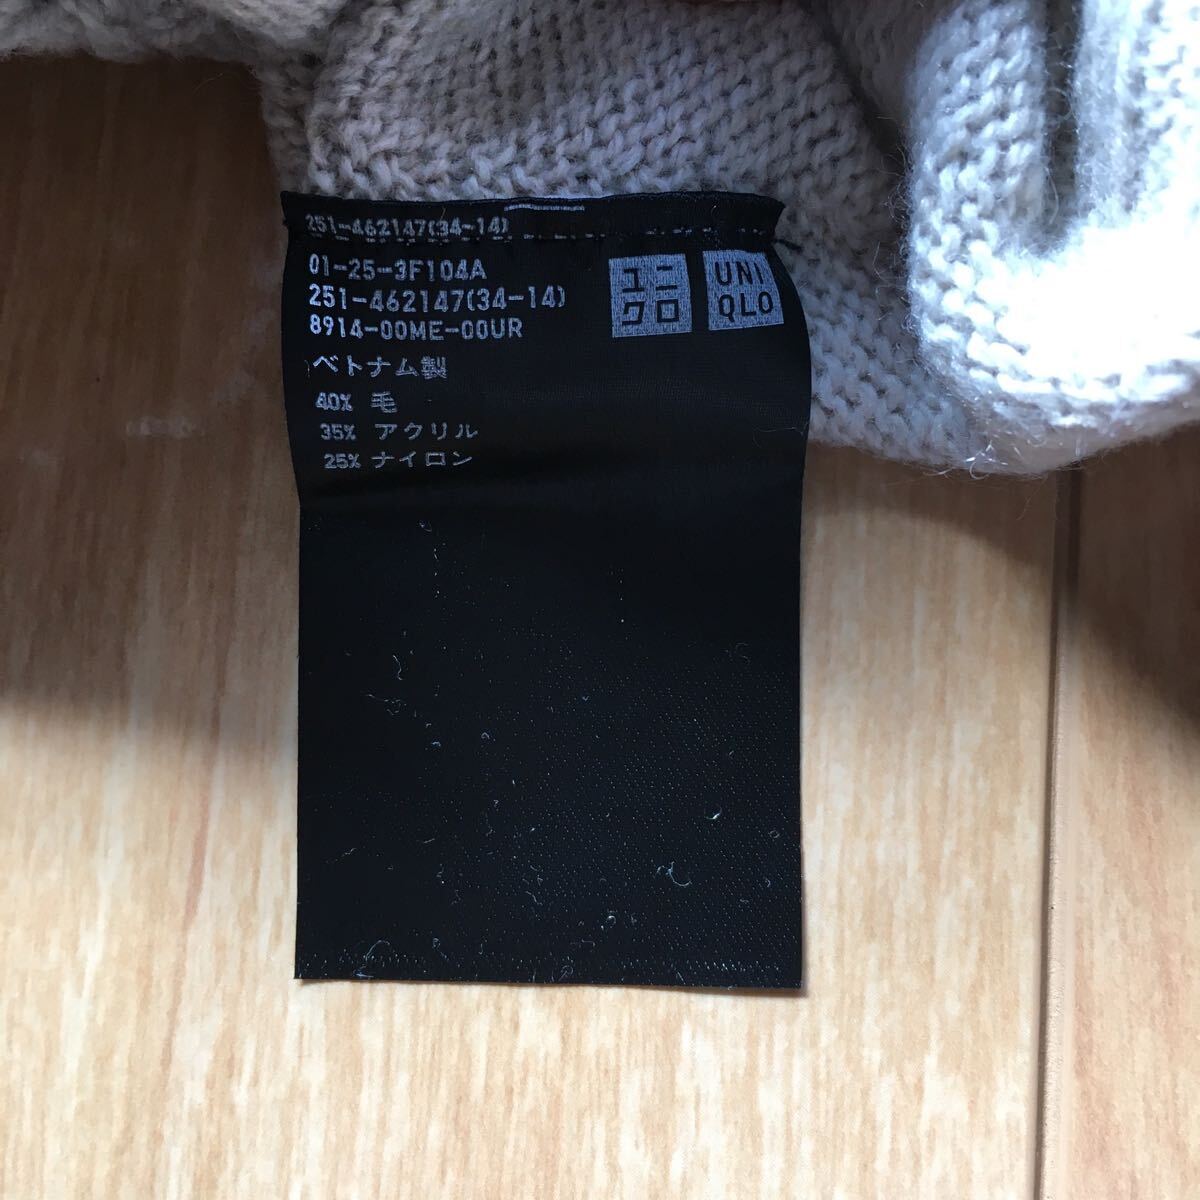 251-462147(34-14)
01-25-3F104A
251-462147(34-14)
8914-00ME-00UR
ベトナム製
40% 毛
35% アクリル
25% ナイロン
ユニ
クロ
UNI
QLO